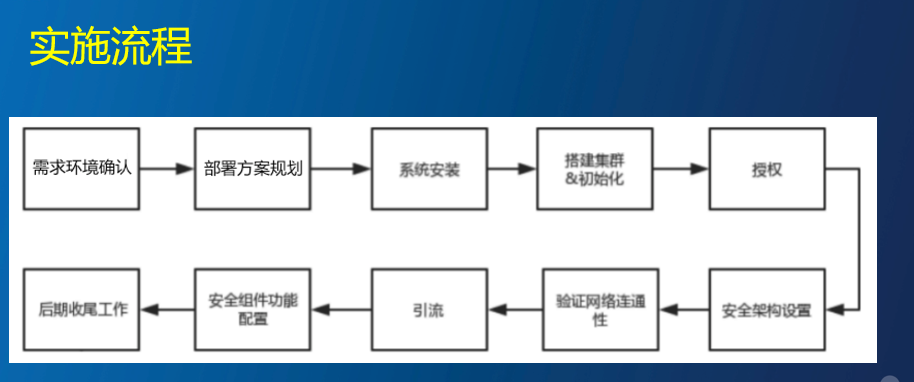 实施流程
需求环境确认
部署方案规划
系统安装
搭建集群
&初始化
授权
安全架构设置
验证网络连通
性
引流
安全组件功能
配置
后期收尾工作